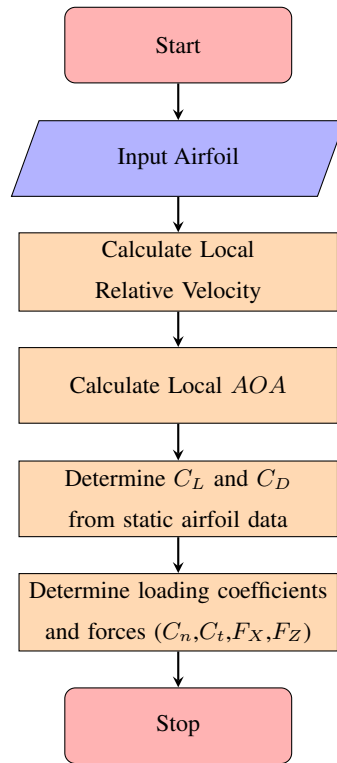 Start
Input Airfoil
Calculate Local
Relative Velocity
Calculate Local AOA
Determine C_L and C_D
from static airfoil data
Determine loading coefficients
and forces (C_n,C_t,F_X,F_Z)
Stop